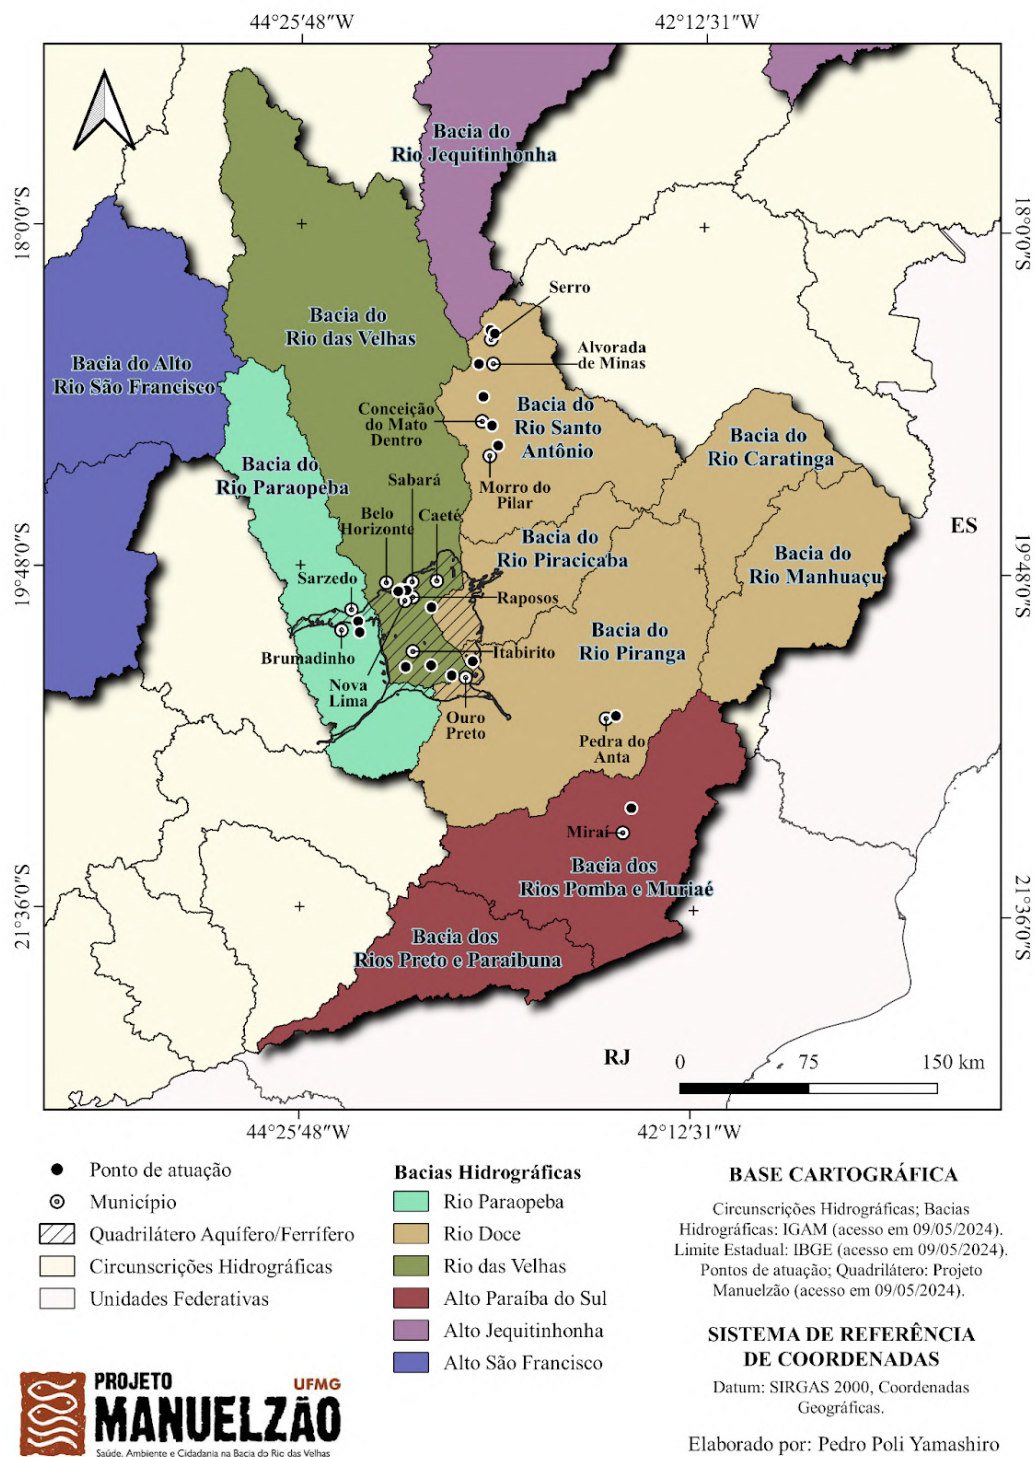 44°25'48"W
42°12'31"W
18°0'0"S
18°0'0"S
Bacia do
Rio Jequitinhonha
Serro
Bacia do
Rio das Velhas
Alvorada
de Minas
Bacia do Alto
Rio São Francisco
Conceição
do Mato
Dentro
Bacia do
Rio Santo
Antônio
Bacia do
Rio Caratinga
Bacia do
Rio Paraopeba
Sabará
Morro do
Pilar
Belo
Horizonte
Caeté
ES
19°48'0"S
19°48'0"S
Bacia do
Rio Piracicaba
Bacia do
Rio Manhuaçu
Sarzedo
Raposos
Bacia do
Rio Piranga
Brumadinho
Itabirito
Nova
Lima
Ouro
Preto
Pedra do
Anta
Miraí
Bacia dos
Rios Pomba e Muriaé
21°36'0"S
21°36'0"S
Bacia dos
Rios Preto e Paraibuna
RJ
0 75 150 km
44°25'48"W
42°12'31"W
Ponto de atuação
Município
Quadrilátero Aquífero/Ferrífero
Circunscrições Hidrográficas
Unidades Federativas
Bacias Hidrográficas
Rio Paraopeba
Rio Doce
Rio das Velhas
Alto Paraíba do Sul
Alto Jequitinhonha
Alto São Francisco
BASE CARTOGRÁFICA
Circunscrições Hidrográficas; Bacias
Hidrográficas: IGAM (acesso em 09/05/2024).
Limite Estadual: IBGE (acesso em 09/05/2024).
Pontos de atuação; Quadrilátero: Projeto
Manuelzão (acesso em 09/05/2024).
SISTEMA DE REFERÊNCIA
DE COORDENADAS
Datum: SIRGAS 2000, Coordenadas
Geográficas.
Elaborado por: Pedro Poli Yamashiro
PROJETO
UFMG
MANUELZÃO
Saúde, Ambiente e Cidadania na Bacia do Rio das Velhas